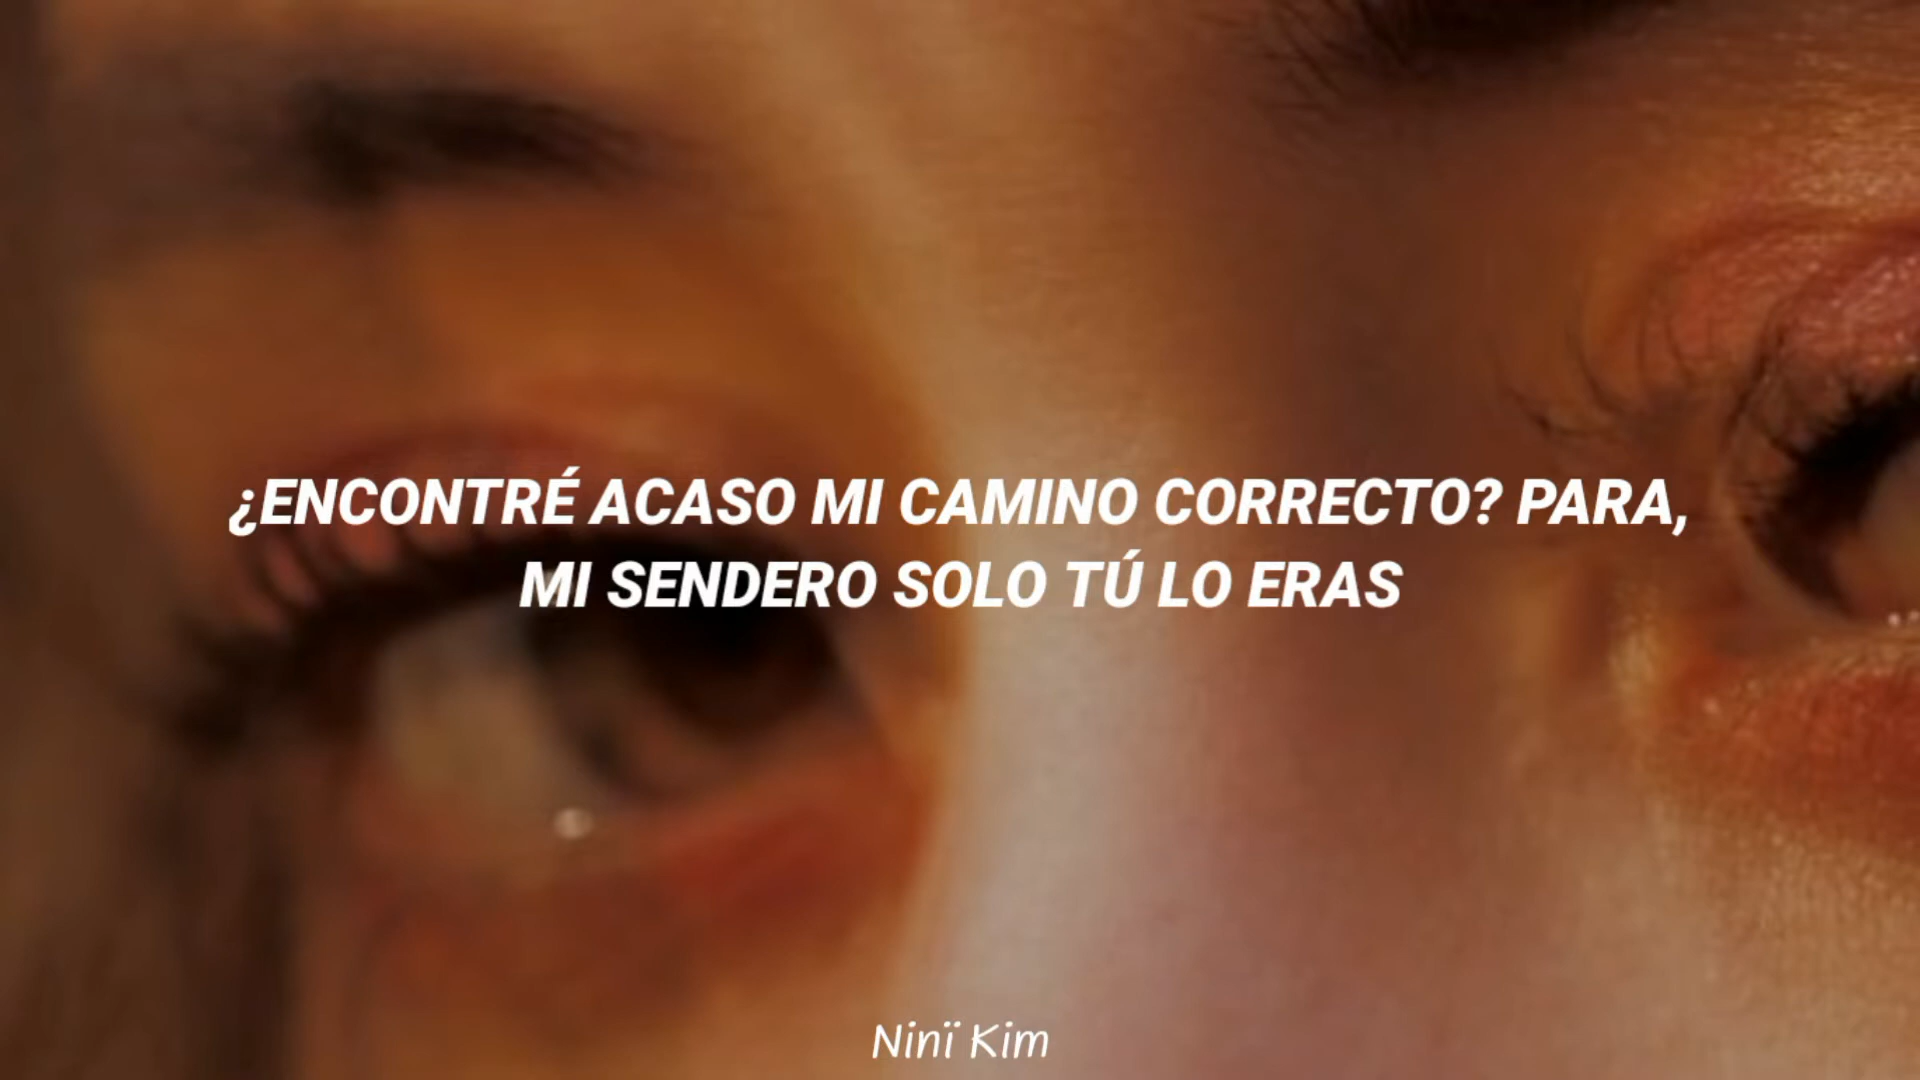 ¿ENCONTRÉ ACASO MI CAMINO CORRECTO? PARA,
MI SENDERO SOLO TÚ LO ERAS
Ninï Kim